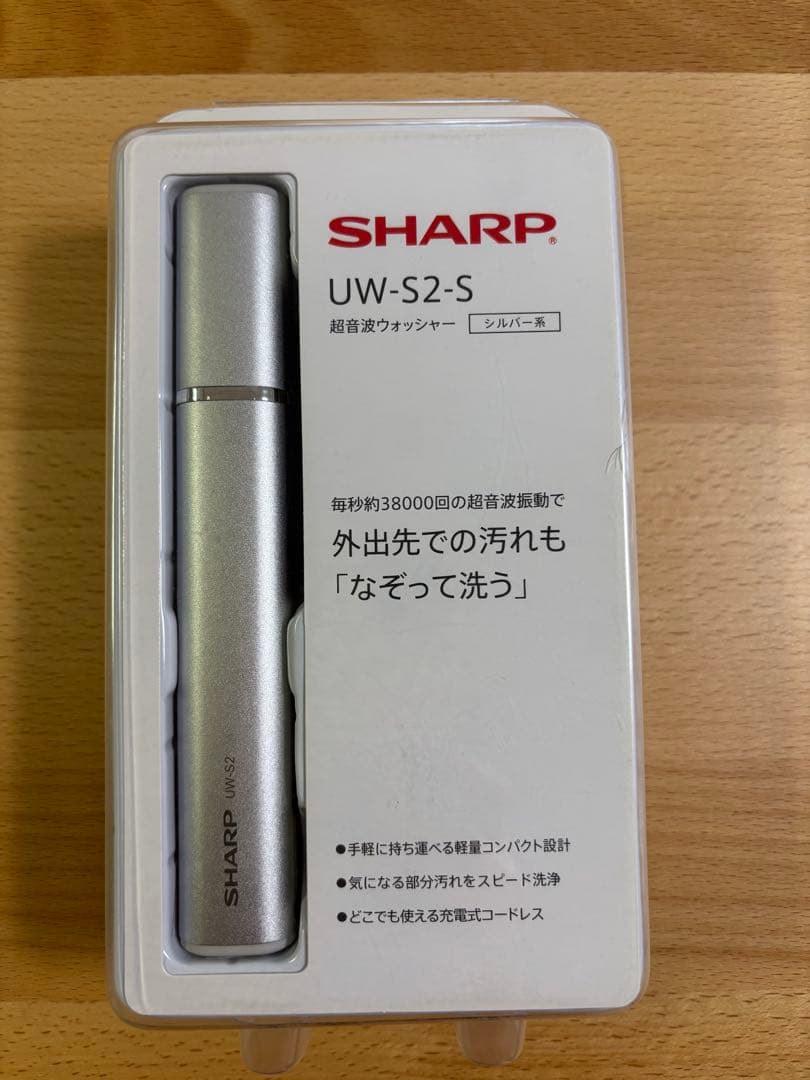 SHARP®
UW-S2-S
超音波ウォッシャー シルバー系
毎秒約38000回の超音波振動で
外出先での汚れも
「なぞって洗う」
●手軽に持ち運べる軽量コンパクト設計
●気になる部分汚れをスピード洗浄
●どこでも使える充電式コードレス
SHARP UW-S2